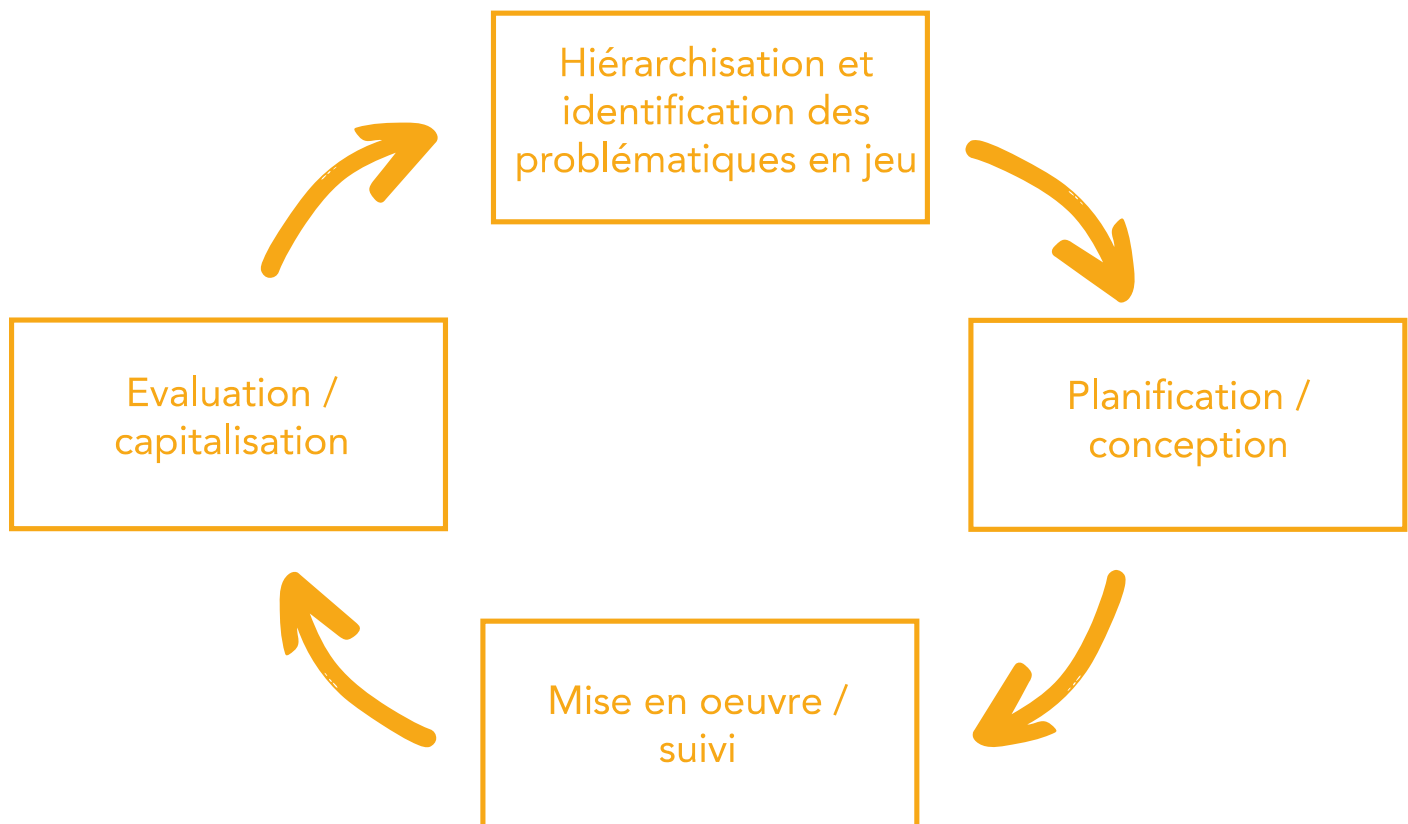 Hiérarchisation et
identification des
problématiques en jeu
Evaluation /
capitalisation
Planification /
conception
Mise en oeuvre /
suivi